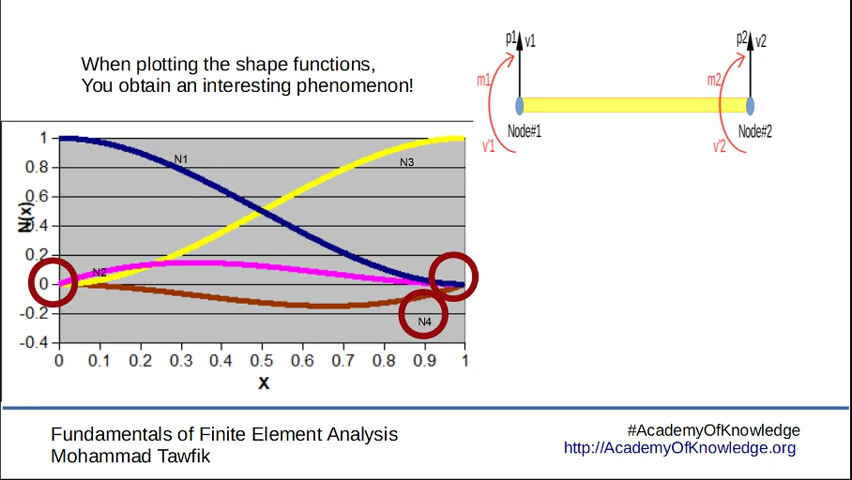 When plotting the shape functions,
You obtain an interesting phenomenon!
p1 v1
p2 v2
m1
m2
Node#1
Node#2
v'1
v'2
N(x)
1
0.8
0.6
0.4
0.2
0
-0.2
-0.4
N1
N3
N2
N4
0 0.1 0.2 0.3 0.4 0.5 0.6 0.7 0.8 0.9 1
X
Fundamentals of Finite Element Analysis
Mohammad Tawfik
#AcademyOfKnowledge
http://AcademyOfKnowledge.org